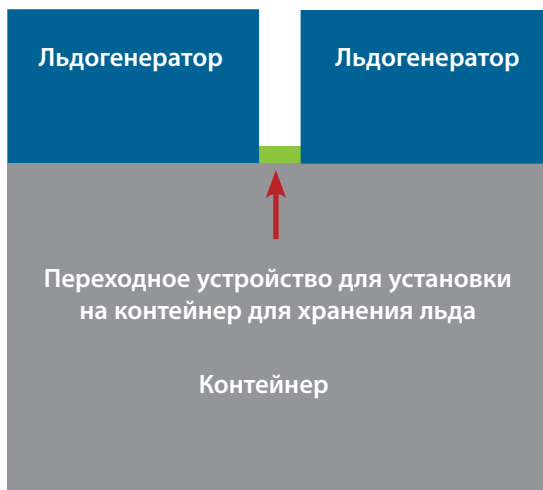 Льдогенератор
Льдогенератор
Переходное устройство для установки
на контейнер для хранения льда
Контейнер